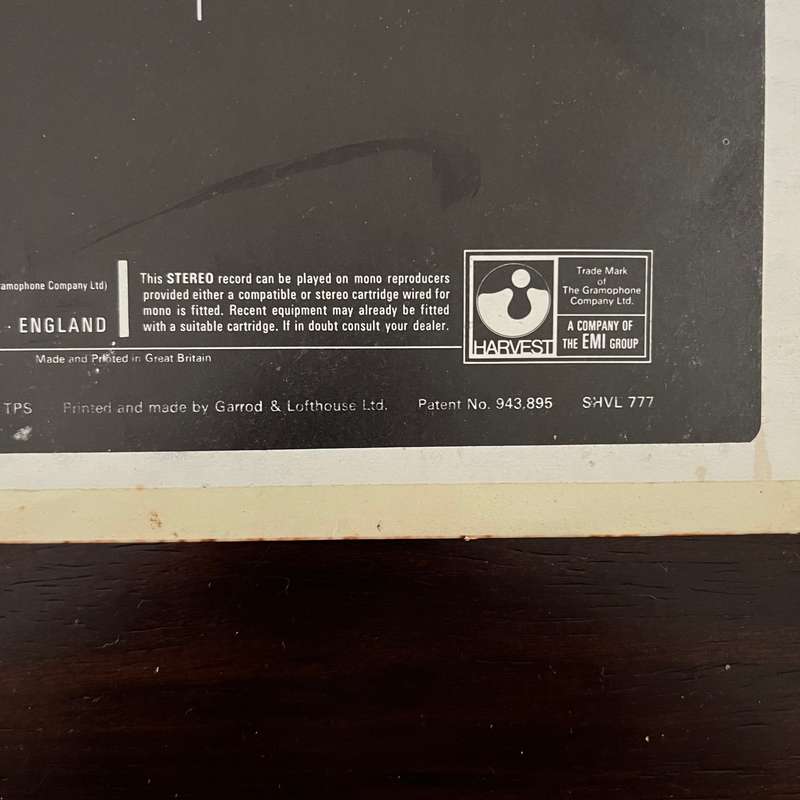 ramophone Company Ltd)
ENGLAND
This STEREO record can be played on mono reproducers
provided either a compatible or stereo cartridge wired for
mono is fitted. Recent equipment may already be fitted
with a suitable cartridge. If in doubt consult your dealer.
HARVEST
Trade Mark
of
The Gramophone
Company Ltd.
A COMPANY OF
THE EMI GROUP
Made and Printed in Great Britain
TPS Printed and made by Garrod & Lofthouse Ltd. Patent No. 943,895 SHVL 777